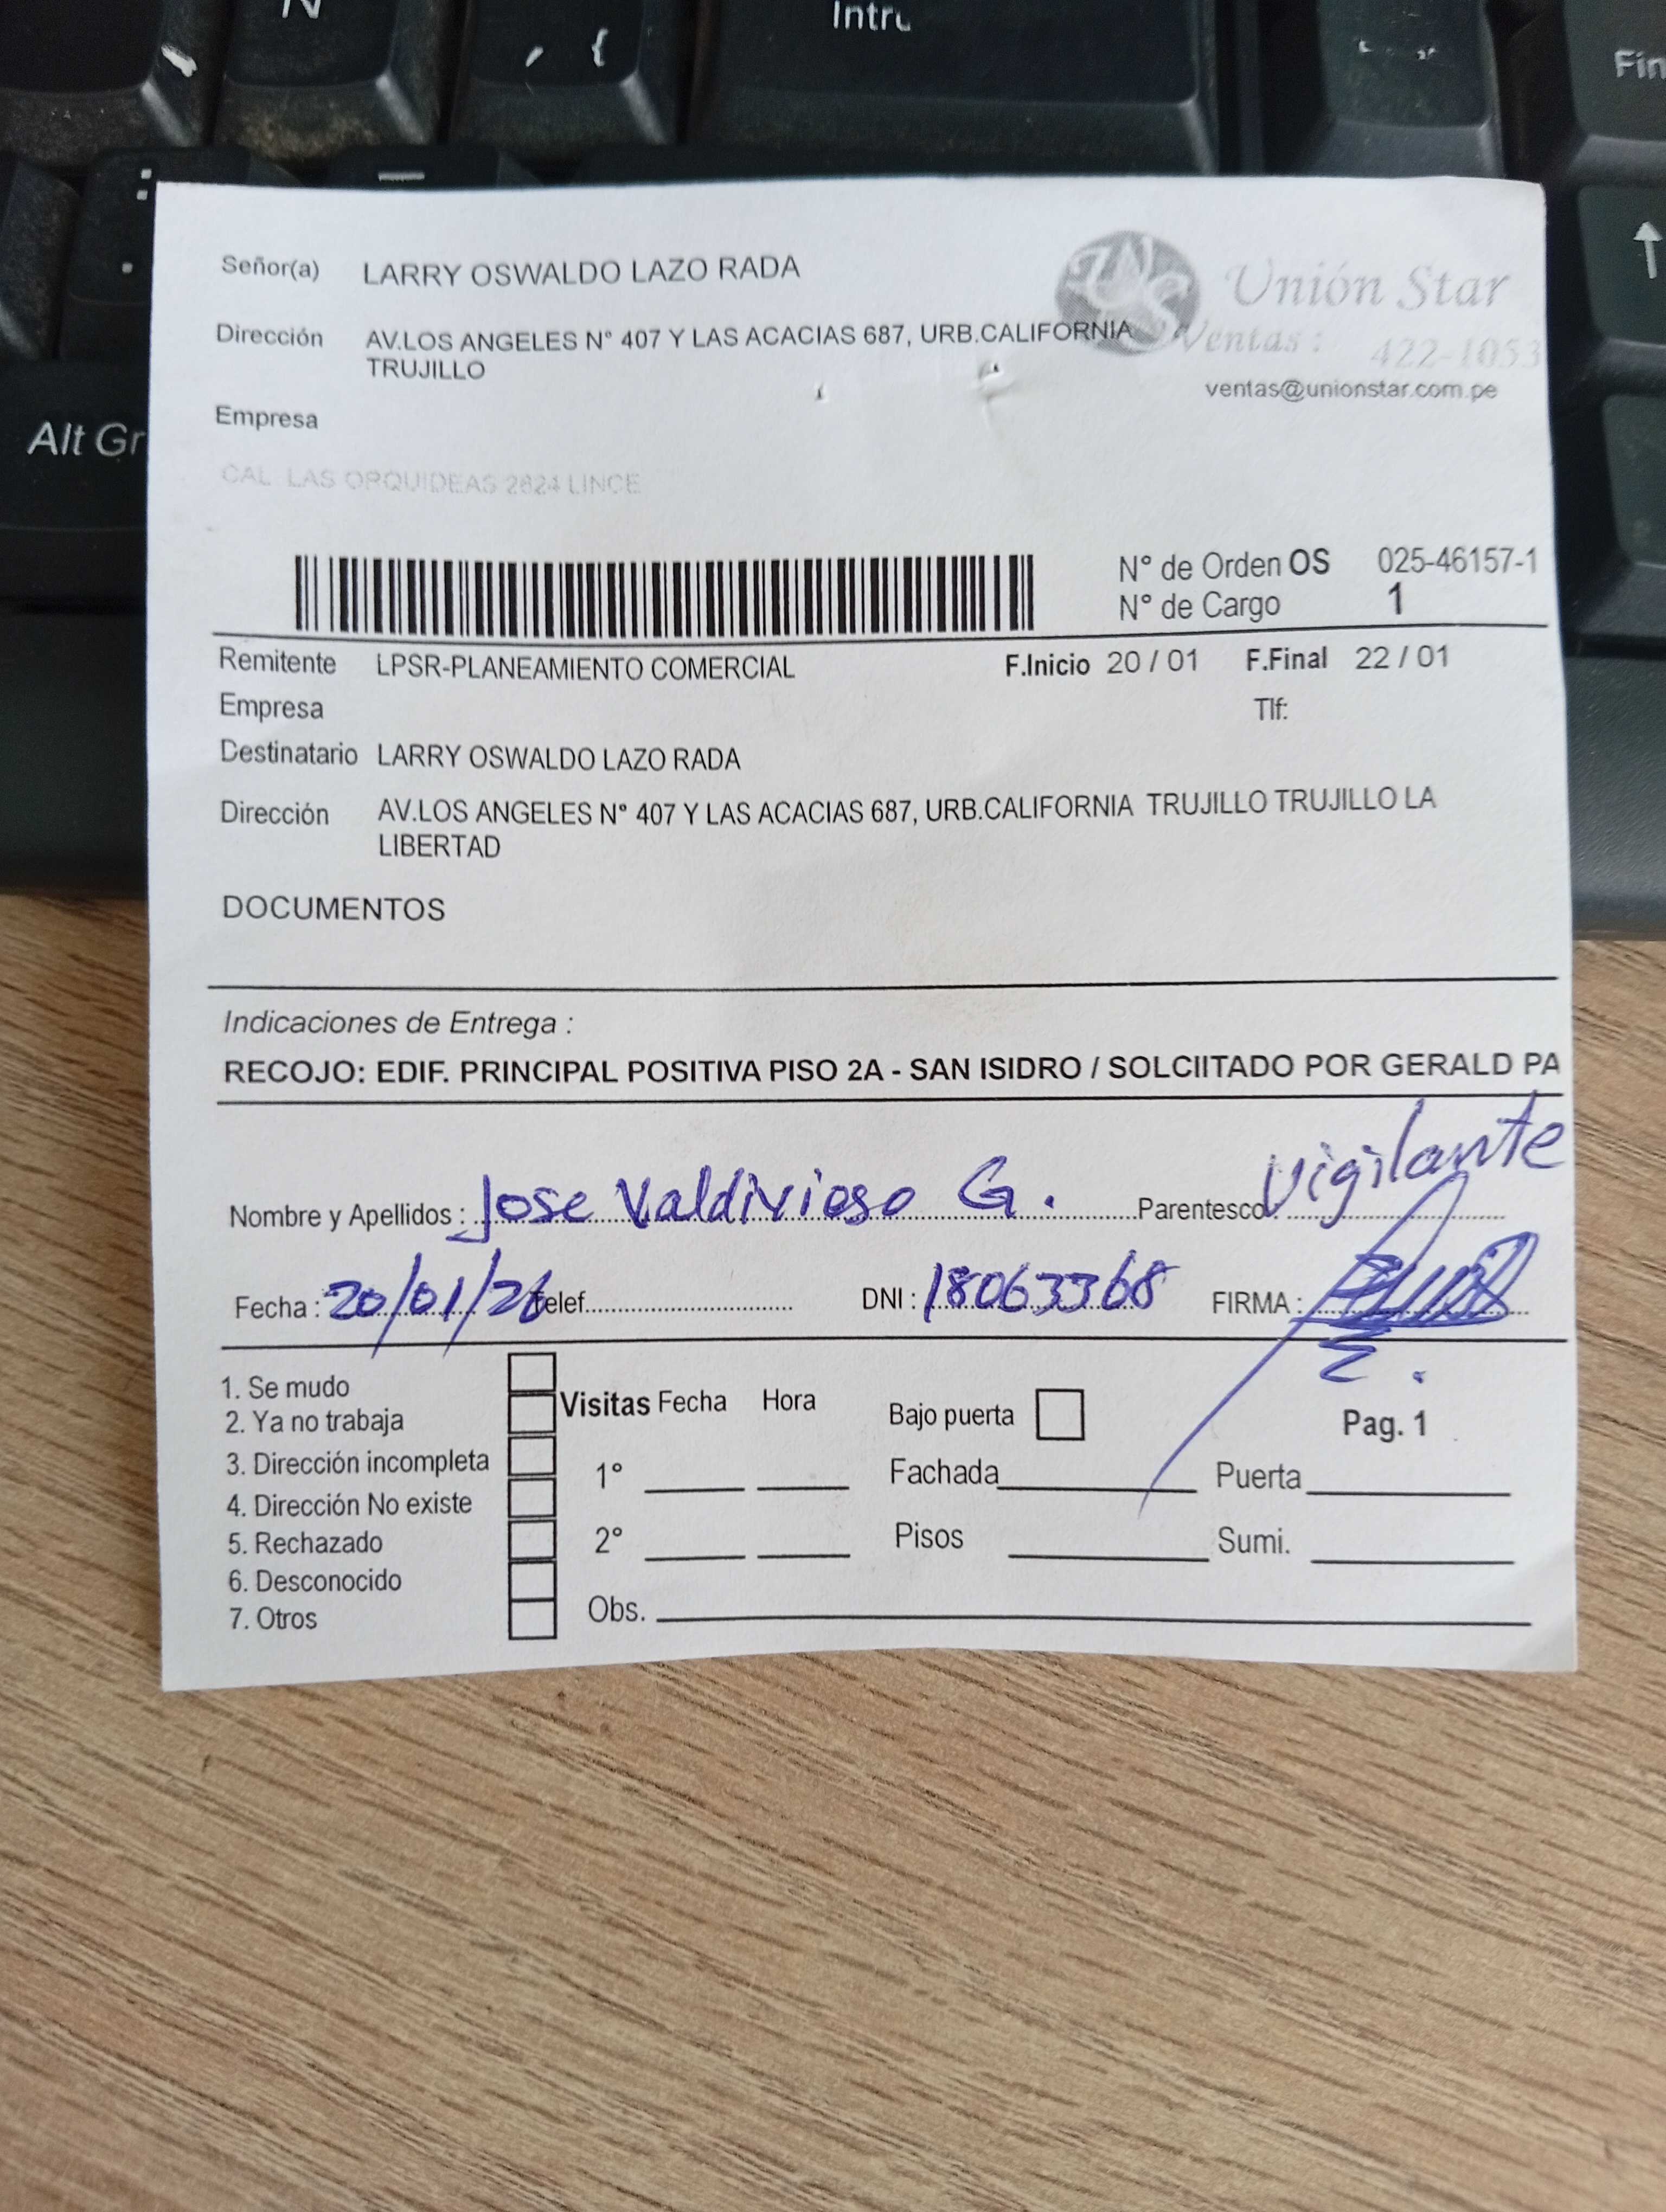 N
, {
Intro
Fin
Alt Gr
↑
Señor(a) LARRY OSWALDO LAZO RADA
Unión Star
Dirección AV.LOS ANGELES N° 407 Y LAS ACACIAS 687, URB.CALIFORNIA
TRUJILLO
Ventas : 422-1053
ventas@unionstar.com.pe
Empresa
CAL LAS ORQUIDEAS 2624 LINCE
N° de Orden OS 025-46157-1
N° de Cargo 1
Remitente LPSR-PLANEAMIENTO COMERCIAL F.Inicio 20 / 01 F.Final 22 / 01
Empresa Tlf:
Destinatario LARRY OSWALDO LAZO RADA
Dirección AV.LOS ANGELES N° 407 Y LAS ACACIAS 687, URB.CALIFORNIA TRUJILLO TRUJILLO LA
LIBERTAD
DOCUMENTOS
Indicaciones de Entrega :
RECOJO: EDIF. PRINCIPAL POSITIVA PISO 2A - SAN ISIDRO / SOLCIITADO POR GERALD PA
Nombre y Apellidos : Jose Valdivieso G. Parentesco : Vigilante
Fecha : 20/01/26 Telef. DNI : 18063368 FIRMA :
1. Se mudo
2. Ya no trabaja
3. Dirección incompleta
4. Dirección No existe
5. Rechazado
6. Desconocido
7. Otros
Visitas Fecha Hora
1°
2°
Obs.
Bajo puerta
Pag. 1
Fachada Puerta
Pisos Sumi.